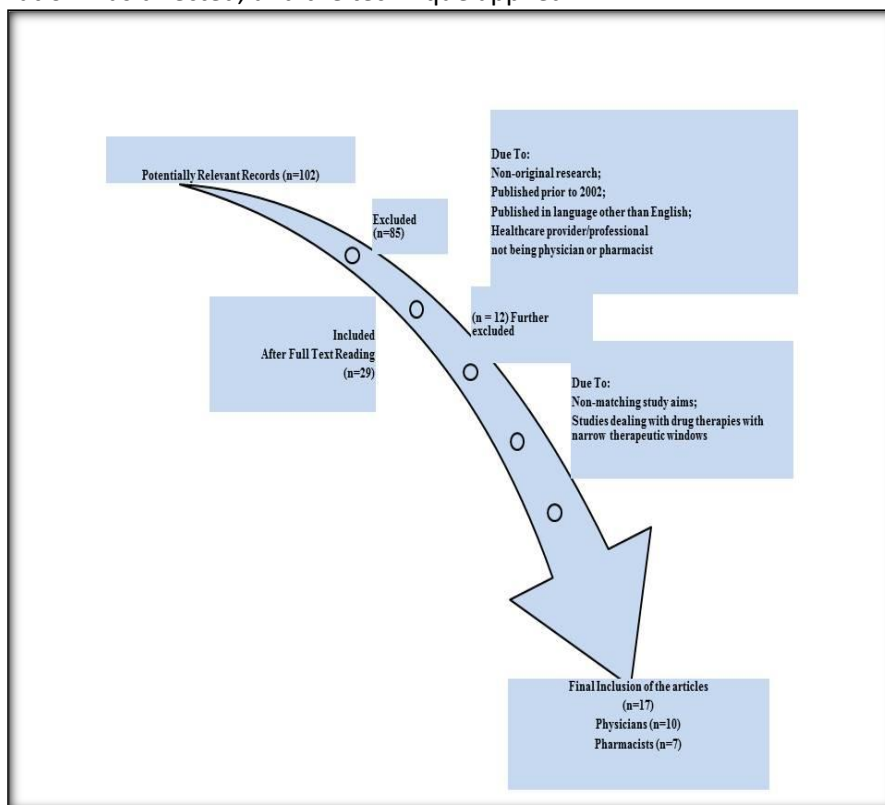 Potentially Relevant Records (n=102)
Due To:
Non-original research;
Published prior to 2002;
Published in language other than English;
Healthcare provider/professional
not being physician or pharmacist
Excluded
(n=85)
(n = 12) Further
excluded
Included
After Full Text Reading
(n=29)
Due To:
Non-matching study aims;
Studies dealing with drug therapies with
narrow therapeutic windows
Final Inclusion of the articles
(n=17)
Physicians (n=10)
Pharmacists (n=7)